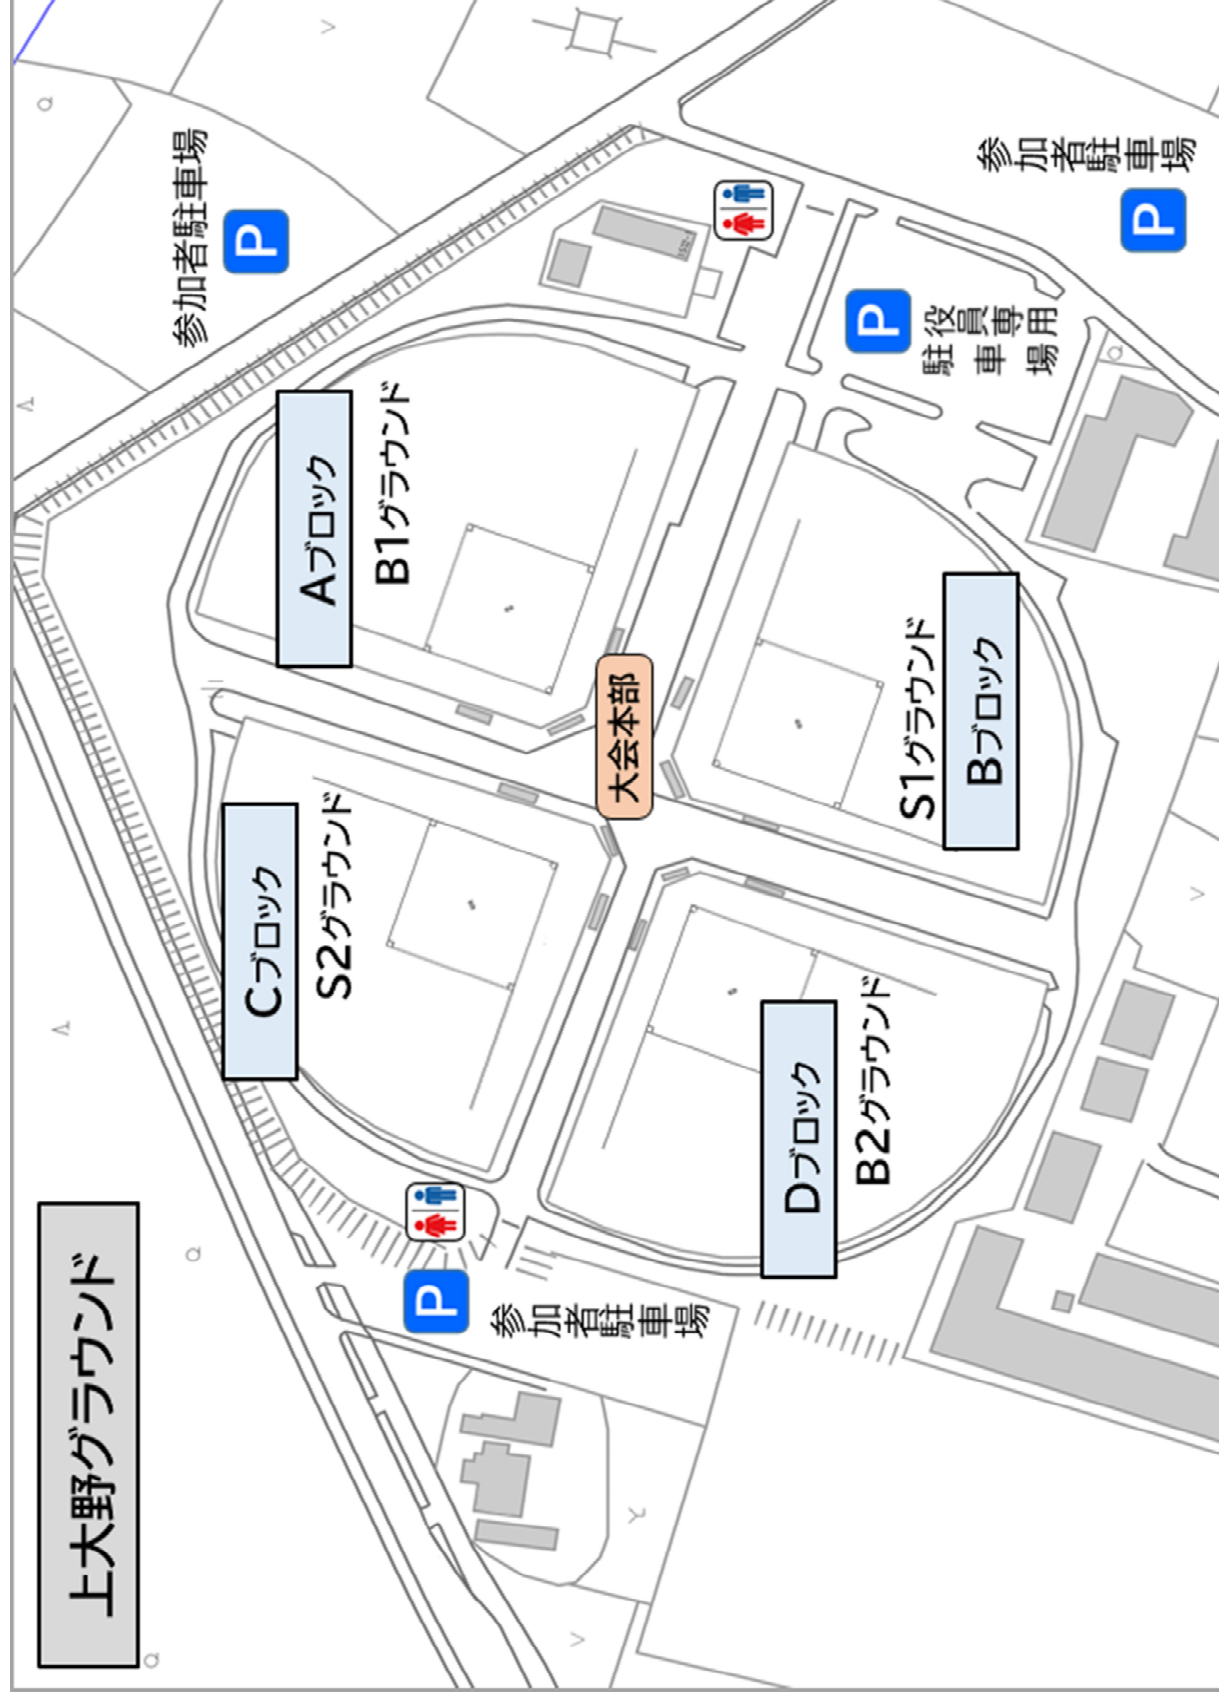 上大野グラウンド
参加者駐車場
P
Aブロック
B1グラウンド
Cブロック
S2グラウンド
大会本部
P
参加者駐車場
P
役員専用
駐車場
S1グラウンド
Bブロック
Dブロック
B2グラウンド
参加者駐車場
P